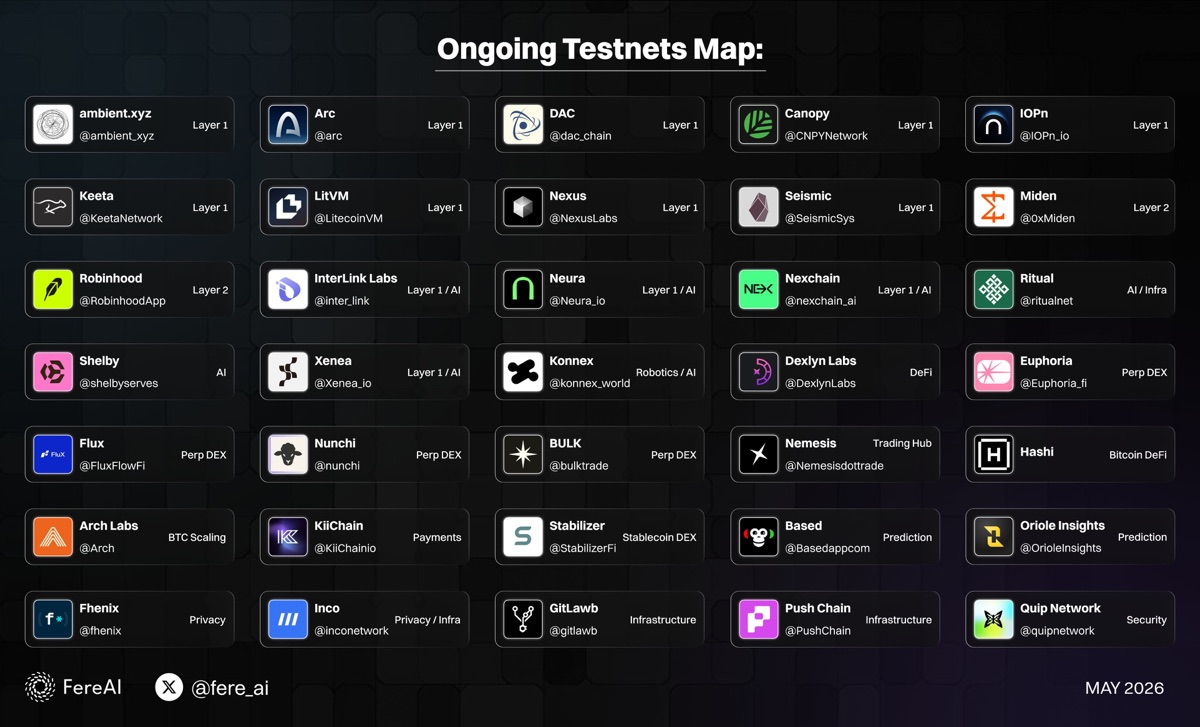 Ongoing Testnets Map:
ambient.xyz
@ambient_xyz
Layer 1
Arc
@arc
Layer 1
DAC
@dac_chain
Layer 1
Canopy
@CNPYNetwork
Layer 1
IOPn
@IOPn_io
Layer 1
Keeta
@KeetaNetwork
Layer 1
LitVM
@LitecoinVM
Layer 1
Nexus
@NexusLabs
Layer 1
Seismic
@SeismicSys
Layer 1
Miden
@0xMiden
Layer 2
Robinhood
@RobinhoodApp
Layer 2
InterLink Labs
@inter_link
Layer 1 / AI
Neura
@Neura_io
Layer 1 / AI
NEX
Nexchain
@nexchain_ai
Layer 1 / AI
Ritual
@ritualnet
AI / Infra
Shelby
@shelbyserves
AI
Xenea
@Xenea_io
Layer 1 / AI
Konnex
@konnex_world
Robotics / AI
Dexlyn Labs
@DexlynLabs
DeFi
Euphoria
@Euphoria_fi
Perp DEX
FluX
Flux
@FluxFlowFi
Perp DEX
Nunchi
@nunchi
Perp DEX
BULK
@bulktrade
Perp DEX
Nemesis
@Nemesisdottrade
Trading Hub
H
Hashi
Bitcoin DeFi
Arch Labs
@Arch
BTC Scaling
KiiChain
@KiiChainio
Payments
S
Stabilizer
@StabilizerFi
Stablecoin DEX
Based
@Basedappcom
Prediction
Oriole Insights
@OrioleInsights
Prediction
f*
Fhenix
@fhenix
Privacy
Inco
@inconetwork
Privacy / Infra
GitLawb
@gitlawb
Infrastructure
Push Chain
@PushChain
Infrastructure
Quip Network
@quipnetwork
Security
FereAI
X
@fere_ai
MAY 2026